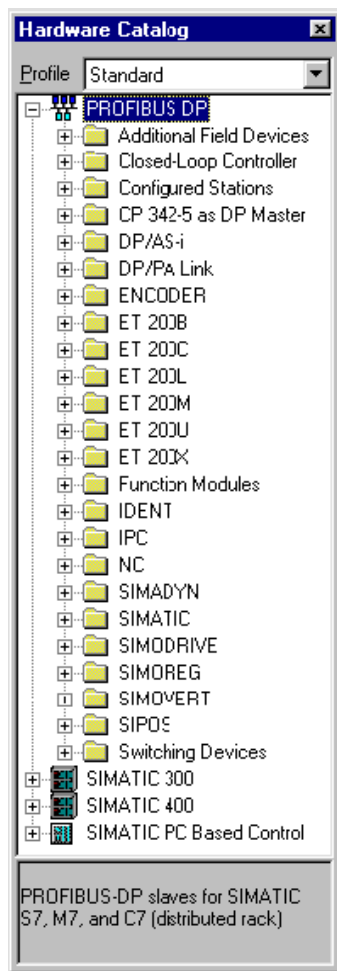 Hardware Catalog
Profile Standard
PROFIBUS DP
Additional Field Devices
Closed-Loop Controller
Configured Stations
CP 342-5 as DP Master
DP/AS-i
DP/PA Link
ENCODER
ET 200B
ET 200C
ET 200L
ET 200M
ET 200U
ET 200X
Function Modules
IDENT
IPC
NC
SIMADYN
SIMATIC
SIMODRIVE
SIMOREG
SIMOVERT
SIPOS
Switching Devices
SIMATIC 300
SIMATIC 400
SIMATIC PC Based Control
PROFIBUS-DP slaves for SIMATIC
S7, M7, and C7 (distributed rack)